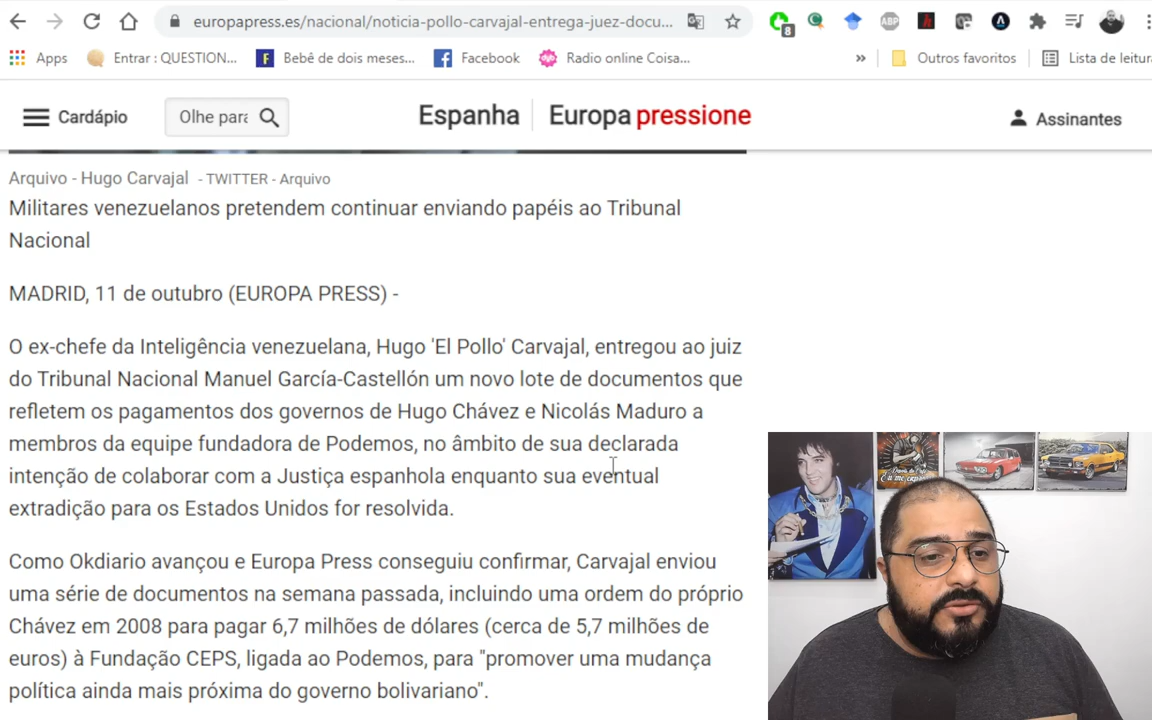 europapress.es/nacional/noticia-pollo-carvajal-entrega-juez-docu...
8
ABP
Apps
Entrar : QUESTION...
Bebê de dois meses...
Facebook
Radio online Coisa...
»
Outros favoritos
Lista de leitura
Cardápio
Olhe para
Espanha
Europa pressione
Assinantes
Arquivo - Hugo Carvajal - TWITTER - Arquivo
Militares venezuelanos pretendem continuar enviando papéis ao Tribunal
Nacional
MADRID, 11 de outubro (EUROPA PRESS) -
O ex-chefe da Inteligência venezuelana, Hugo 'El Pollo' Carvajal, entregou ao juiz
do Tribunal Nacional Manuel García-Castellón um novo lote de documentos que
refletem os pagamentos dos governos de Hugo Chávez e Nicolás Maduro a
membros da equipe fundadora de Podemos, no âmbito de sua declarada
intenção de colaborar com a Justiça espanhola enquanto sua eventual
extradição para os Estados Unidos for resolvida.
Como Okdiario avançou e Europa Press conseguiu confirmar, Carvajal enviou
uma série de documentos na semana passada, incluindo uma ordem do próprio
Chávez em 2008 para pagar 6,7 milhões de dólares (cerca de 5,7 milhões de
euros) à Fundação CEPS, ligada ao Podemos, para "promover uma mudança
política ainda mais próxima do governo bolivariano".